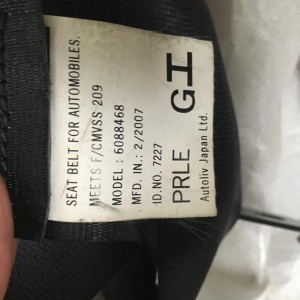 SEAT BELT FOR AUTOMOBILES.
MEETS F/CMVSS 209
MODEL : 6088468
MFD. IN.: 2/2007
ID.NO. 7227
PRLE GH
Autoliv Japan Ltd.